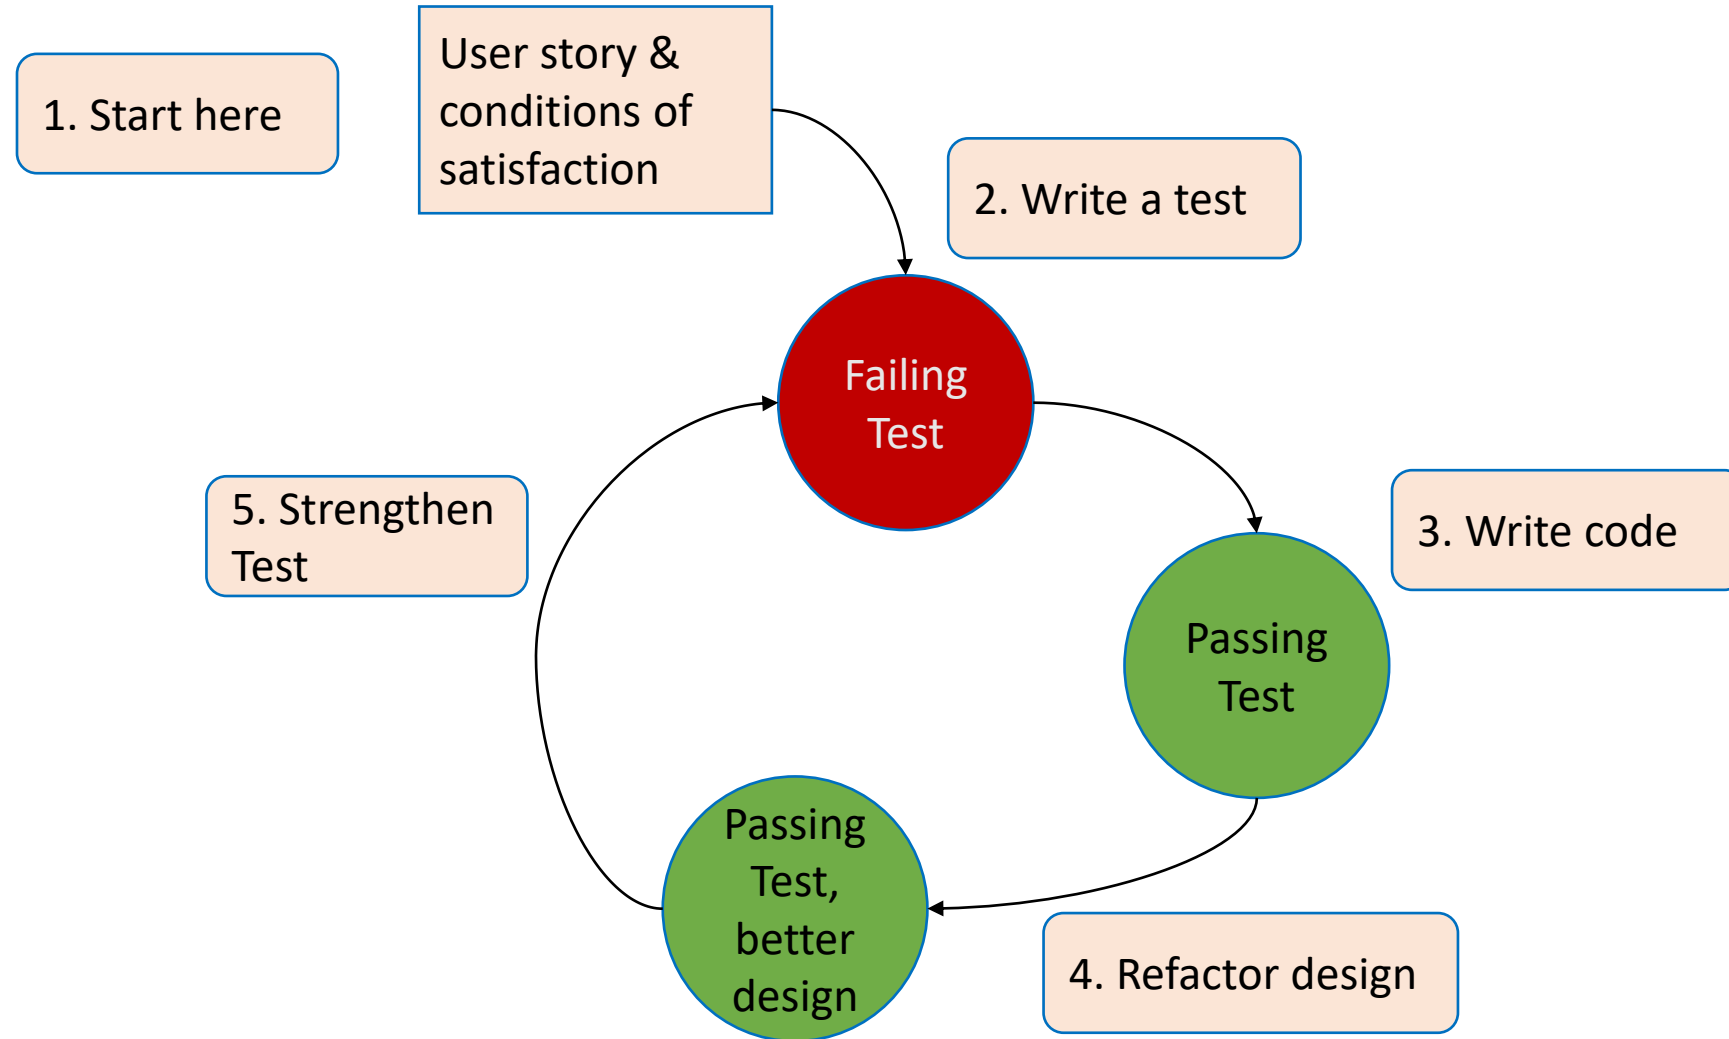 1. Start here
User story &
conditions of
satisfaction
2. Write a test
Failing
Test
3. Write code
Passing
Test
4. Refactor design
Passing
Test,
better
design
5. Strengthen
Test